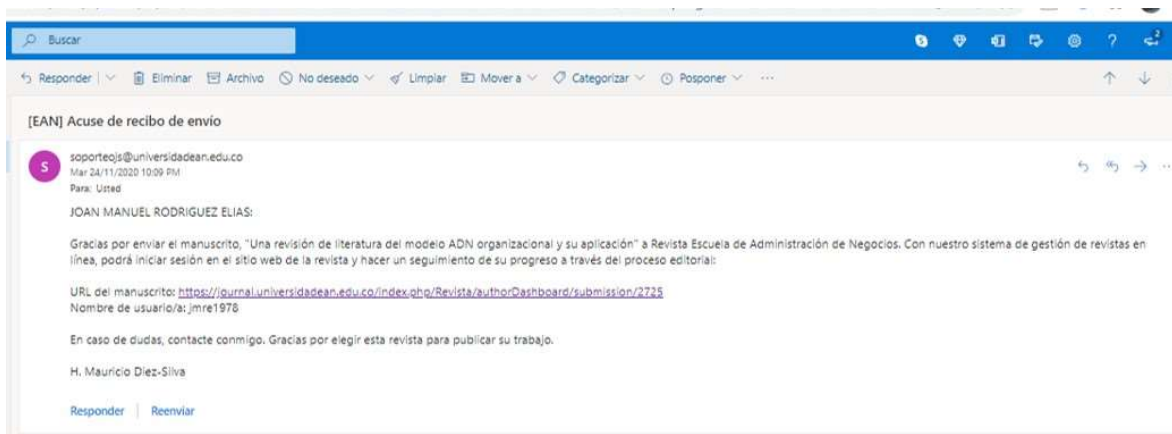 Buscar
Responder
Eliminar
Archivo
No deseado
Limpiar
Mover a
Categorizar
Posponer
[EAN] Acuse de recibo de envío
S
soporteojs@universidadean.edu.co
Mar 24/11/2020 10:09 PM
Para: Usted
JOAN MANUEL RODRIGUEZ ELIAS:
Gracias por enviar el manuscrito, "Una revisión de literatura del modelo ADN organizacional y su aplicación" a Revista Escuela de Administración de Negocios. Con nuestro sistema de gestión de revistas en
línea, podrá iniciar sesión en el sitio web de la revista y hacer un seguimiento de su progreso a través del proceso editorial:
URL del manuscrito: https://journal.universidadean.edu.co/index.php/Revista/authorDashboard/submission/2725
Nombre de usuario/a: jmre1978
En caso de dudas, contacte conmigo. Gracias por elegir esta revista para publicar su trabajo.
H. Mauricio Diez-Silva
Responder
Reenviar